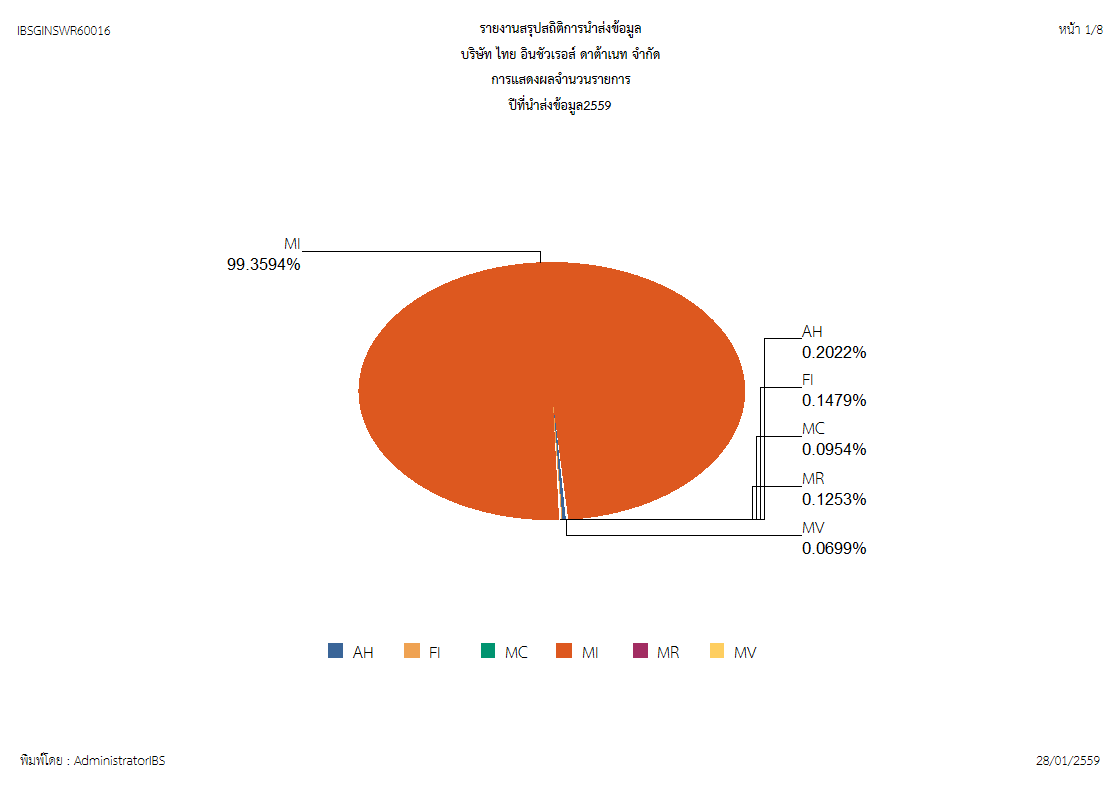 IBSGINSWR60016
รายงานสรุปสถิติการนำส่งข้อมูล
หน้า 1/8
บริษัท ไทย อินชัวเรอส์ ดาต้าเนท จำกัด
การแสดงผลจำนวนรายการ
ปีที่นำส่งข้อมูล2559
MI
99.3594%
AH
0.2022%
FI
0.1479%
MC
0.0954%
MR
0.1253%
MV
0.0699%
AH FI MC MI MR MV
พิมพ์โดย : AdministratorIBS
28/01/2559